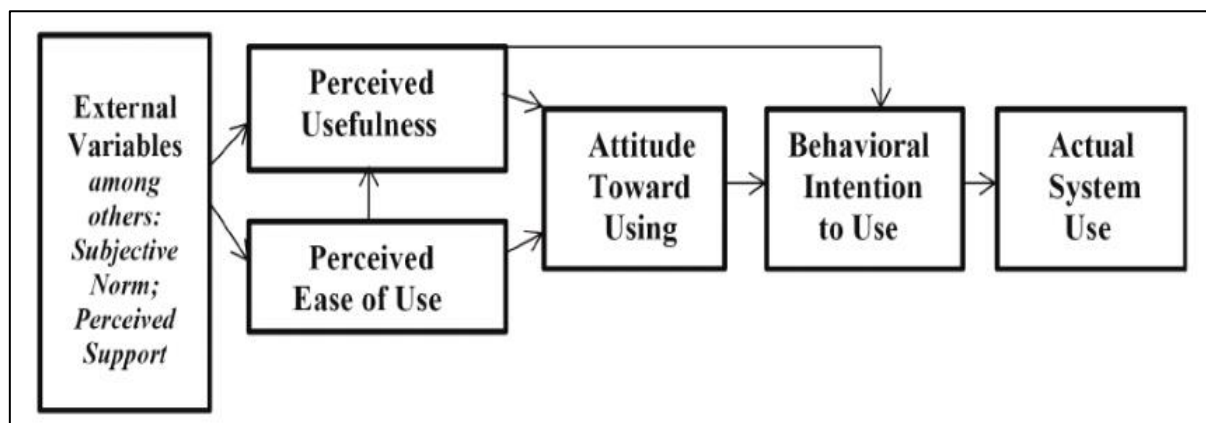 External
Variables
among
others:
Subjective
Norm;
Perceived
Support
Perceived
Usefulness
Perceived
Ease of Use
Attitude
Toward
Using
Behavioral
Intention
to Use
Actual
System
Use